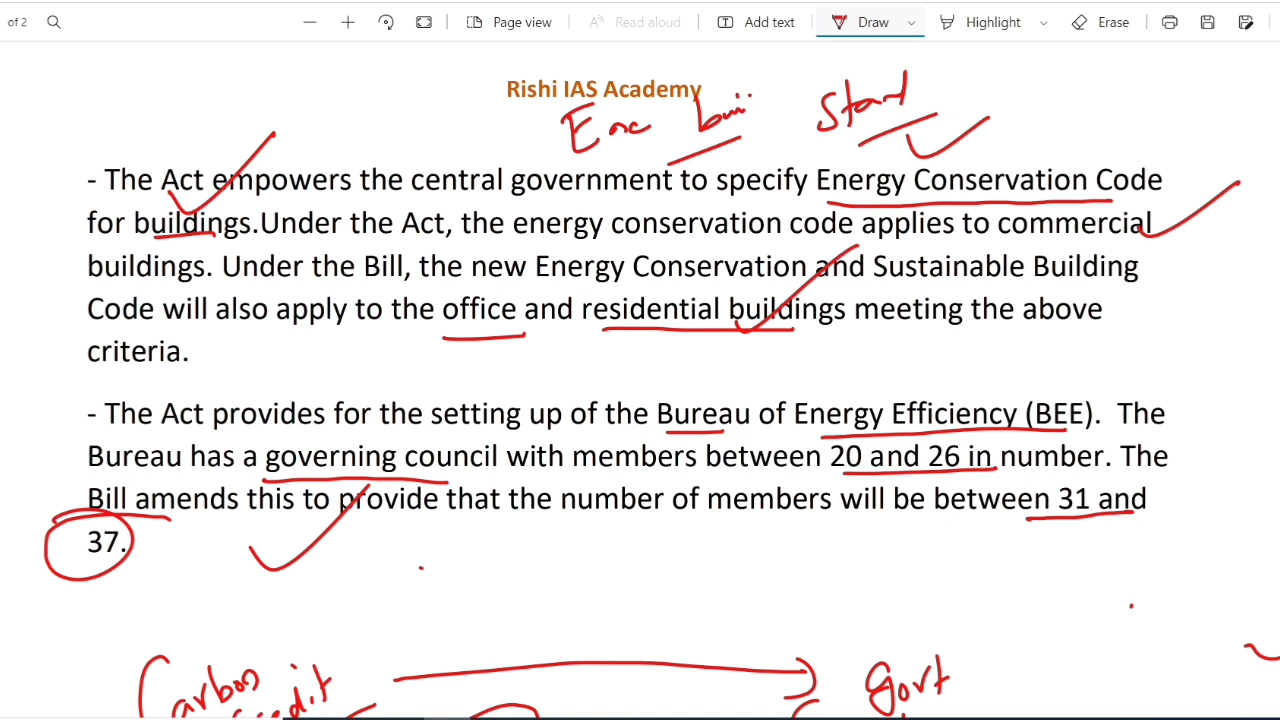 of 2 Page view Read aloud Add text Draw Highlight Erase
Rishi IAS Academy
Stand
- The Act empowers the central government to specify Energy Conservation Code
for buildings.Under the Act, the energy conservation code applies to commercial
buildings. Under the Bill, the new Energy Conservation and Sustainable Building
Code will also apply to the office and residential buildings meeting the above
criteria.
- The Act provides for the setting up of the Bureau of Energy Efficiency (BEE). The
Bureau has a governing council with members between 20 and 26 in number. The
Bill amends this to provide that the number of members will be between 31 and
37.
Carbon Govt
Credit